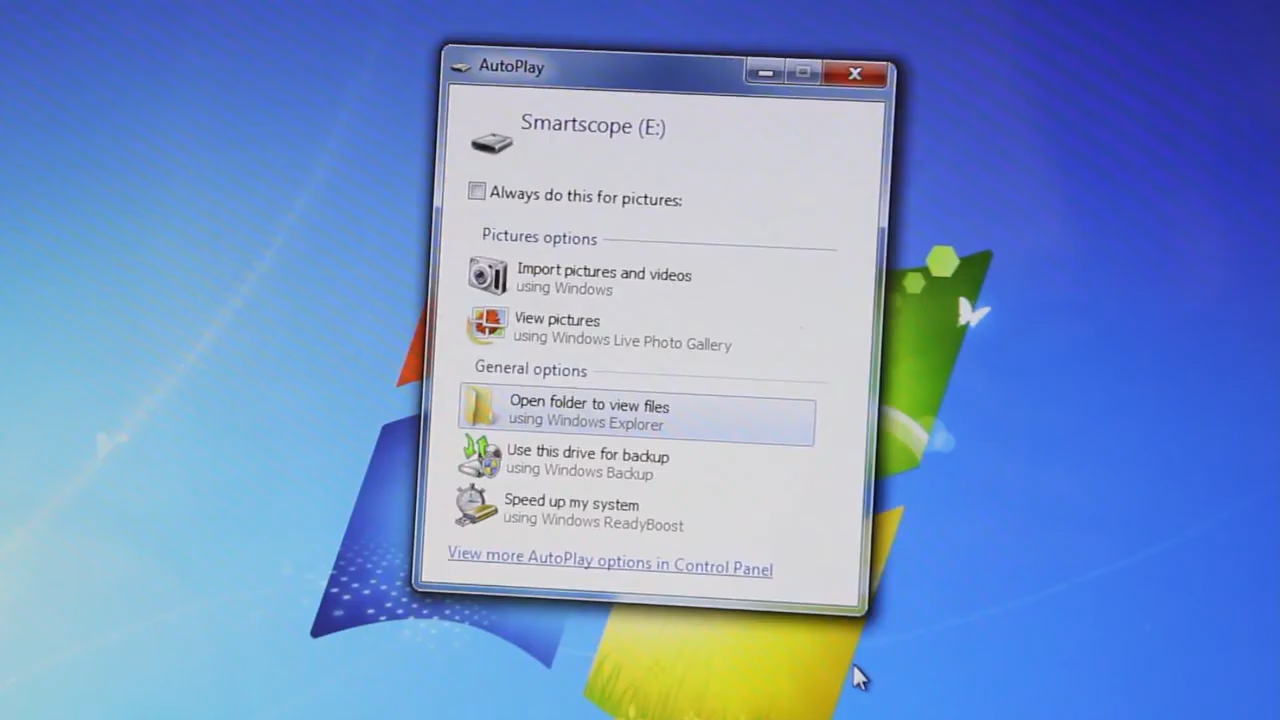 AutoPlay
Smartscope (E:)
Always do this for pictures:
Pictures options
Import pictures and videos
using Windows
View pictures
using Windows Live Photo Gallery
General options
Open folder to view files
using Windows Explorer
Use this drive for backup
using Windows Backup
Speed up my system
using Windows ReadyBoost
View more AutoPlay options in Control Panel